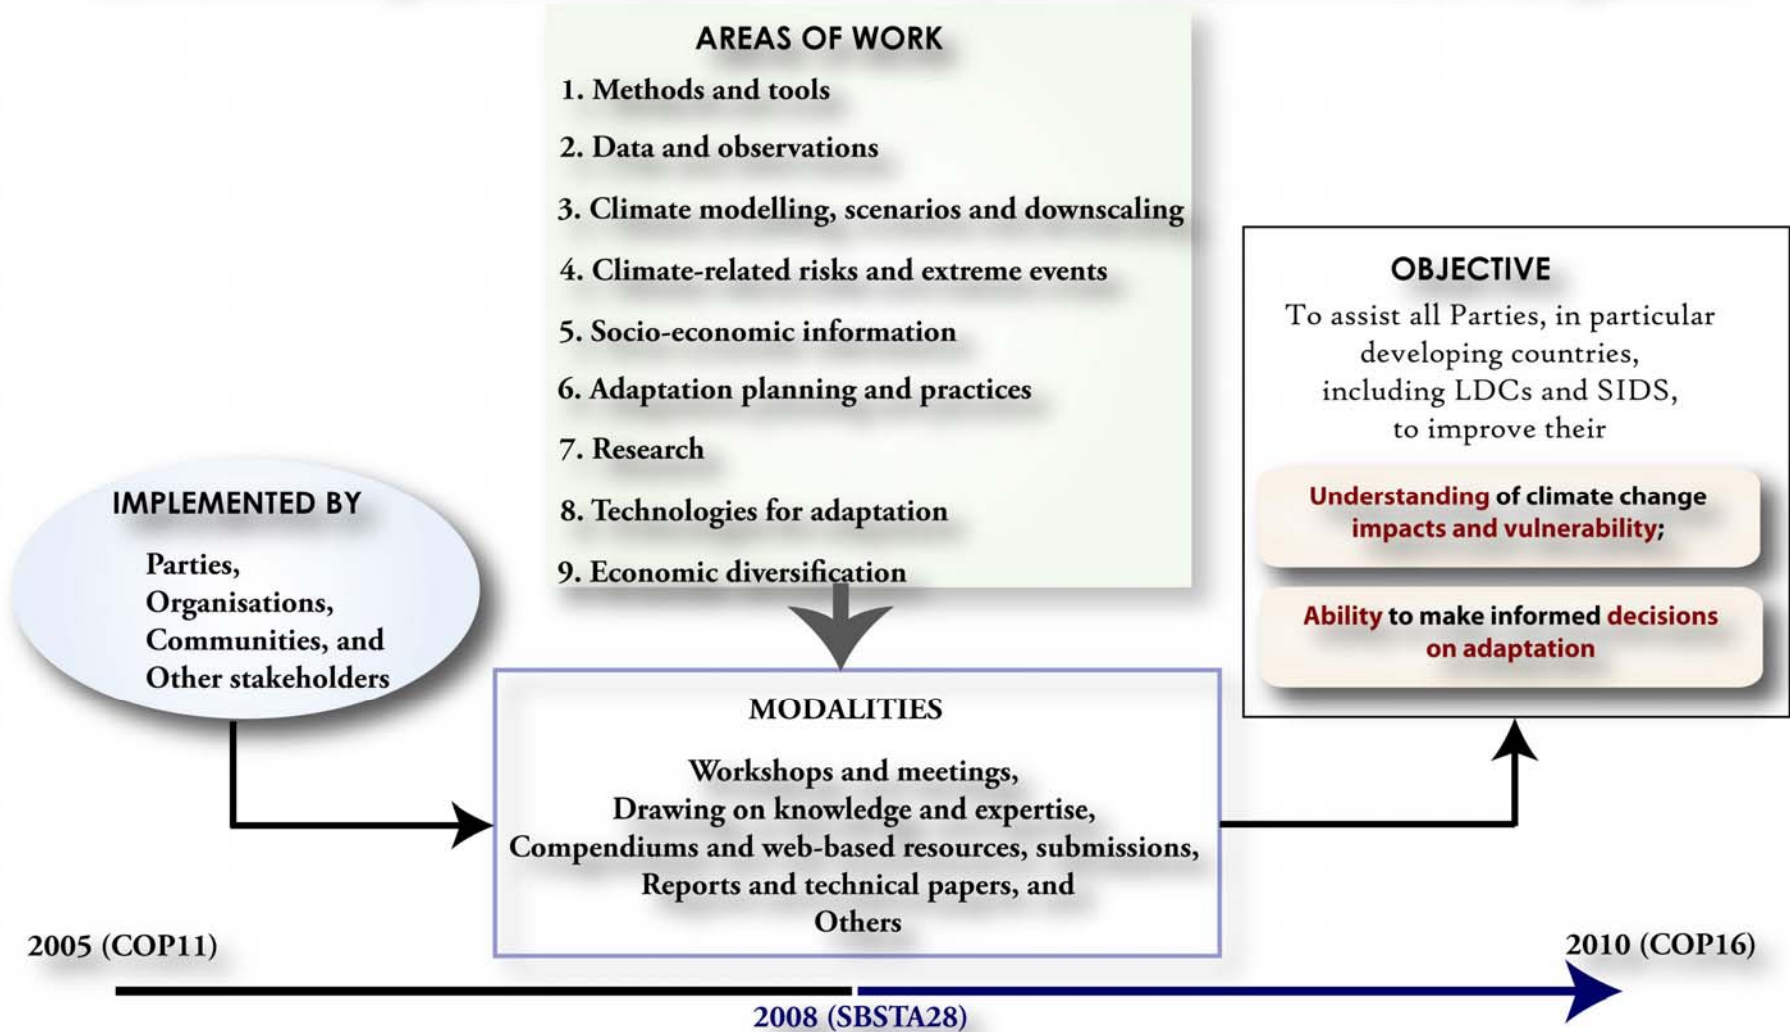 AREAS OF WORK
1. Methods and tools
2. Data and observations
3. Climate modelling, scenarios and downscaling
4. Climate-related risks and extreme events
5. Socio-economic information
6. Adaptation planning and practices
7. Research
8. Technologies for adaptation
9. Economic diversification
IMPLEMENTED BY
Parties,
Organisations,
Communities, and
Other stakeholders
MODALITIES
Workshops and meetings,
Drawing on knowledge and expertise,
Compendiums and web-based resources, submissions,
Reports and technical papers, and
Others
OBJECTIVE
To assist all Parties, in particular
developing countries,
including LDCs and SIDS,
to improve their
Understanding of climate change
impacts and vulnerability;
Ability to make informed decisions
on adaptation
2005 (COP11)
2008 (SBSTA28)
2010 (COP16)